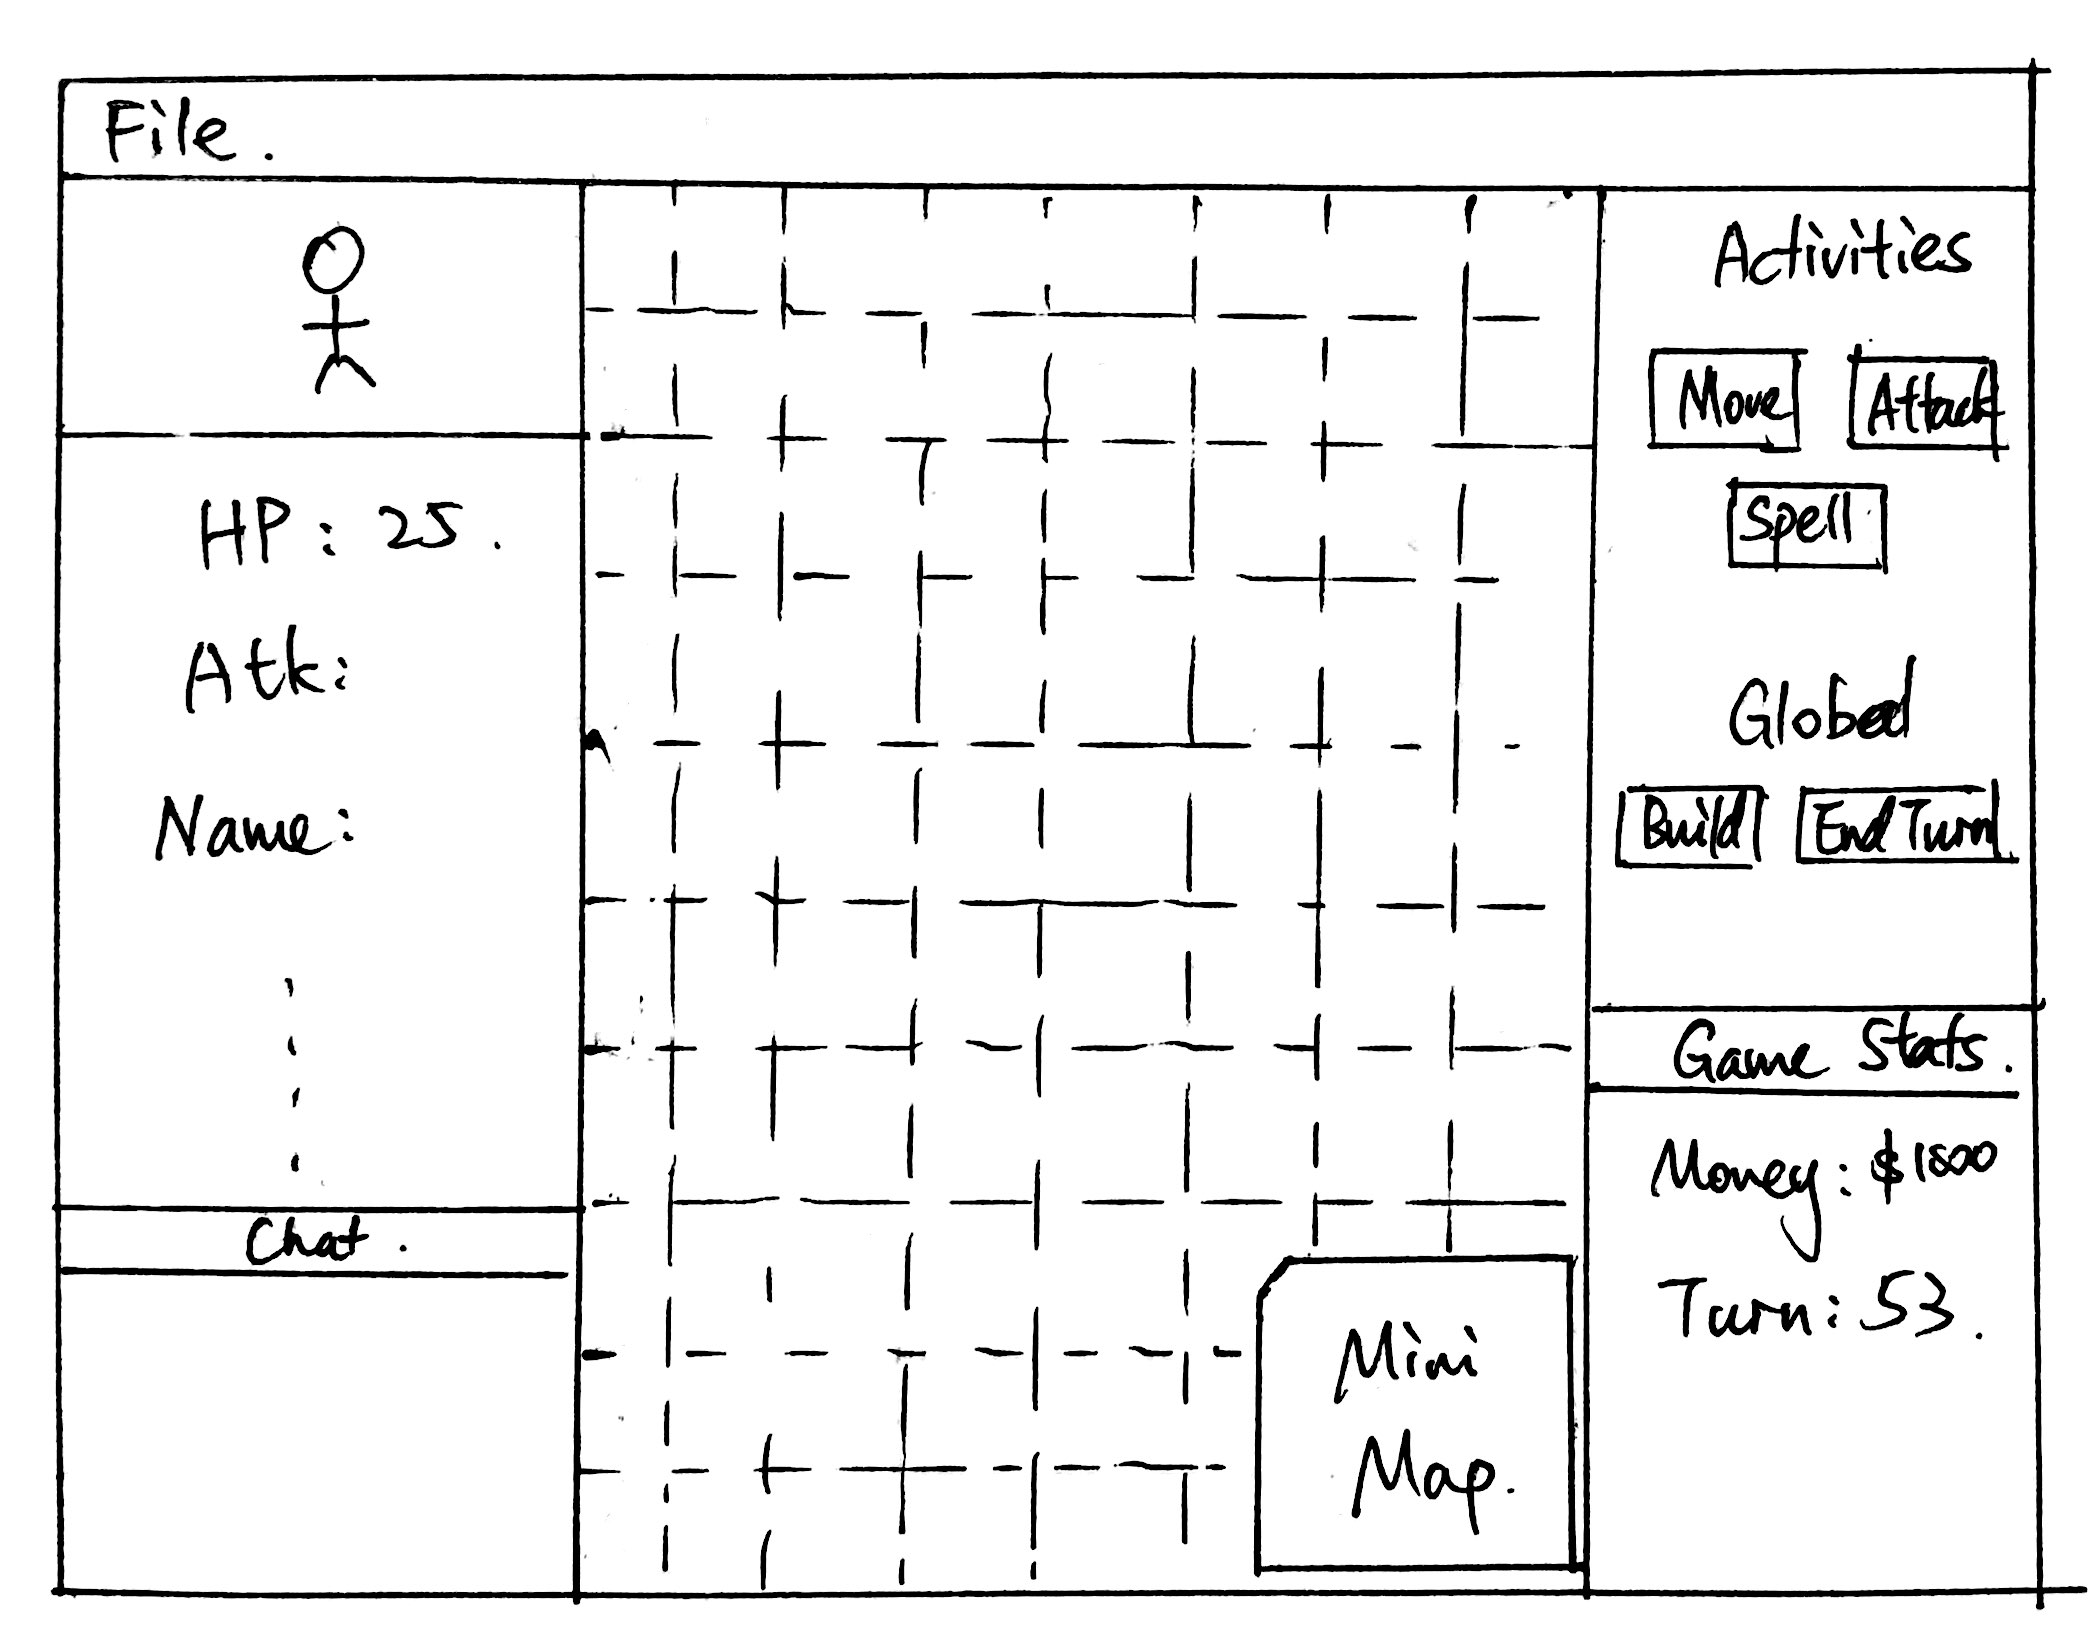 File.
HP: 25.
Atk:
Name:
Chat.
Mini
Map.
Activities
Move Attack
Spell
Global
Build End Turn
Game Stats.
Money: $1800
Turn: 53.